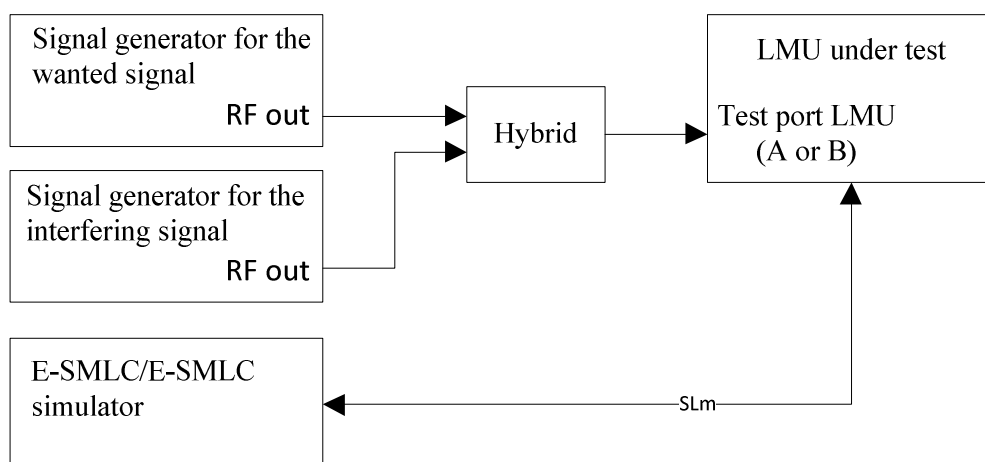 Signal generator for the
wanted signal
RF out
Signal generator for the
interfering signal
RF out
Hybrid
LMU under test
Test port LMU
(A or B)
E-SMLC/E-SMLC
simulator
SLm